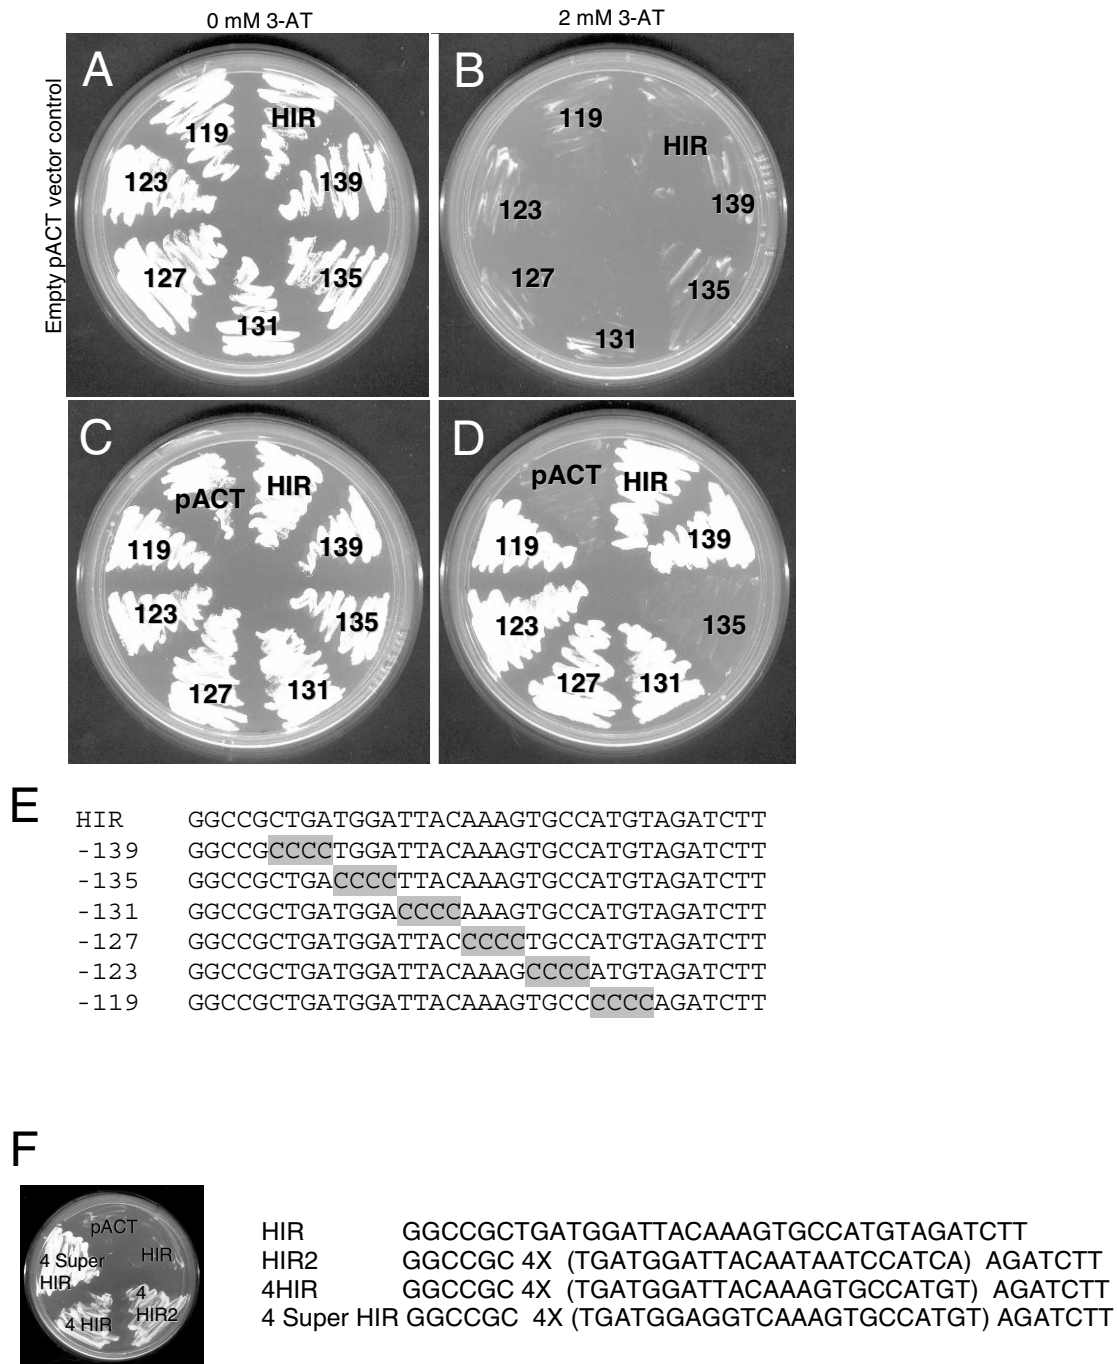 0 mM 3-AT
2 mM 3-AT
Empty pACT vector control
A
119
HIR
123
139
127
135
131
B
119
HIR
123
139
127
135
131
C
pACT
HIR
119
139
123
135
127
131
D
pACT
HIR
119
139
123
135
127
131
E
HIR GGCCGCTGATGGATTACAAAGTGCCATGTAGATCTT
-139 GGCCGCCCCTGGATTACAAAGTGCCATGTAGATCTT
-135 GGCCGCTGACCCCTTACAAAGTGCCATGTAGATCTT
-131 GGCCGCTGATGGACCCCAAAGTGCCATGTAGATCTT
-127 GGCCGCTGATGGATTACCCCCTGCCATGTAGATCTT
-123 GGCCGCTGATGGATTACAAAGCCCCATGTAGATCTT
-119 GGCCGCTGATGGATTACAAAGTGCCCCCCAGATCTT
F
pACT
4 Super
HIR
HIR
4
HIR2
4 HIR
HIR GGCCGCTGATGGATTACAAAGTGCCATGTAGATCTT
HIR2 GGCCGC 4X (TGATGGATTACAATAATCCATCA) AGATCTT
4HIR GGCCGC 4X (TGATGGATTACAAAGTGCCATGT) AGATCTT
4 Super HIR GGCCGC 4X (TGATGGAGGTCAAAGTGCCATGT) AGATCTT